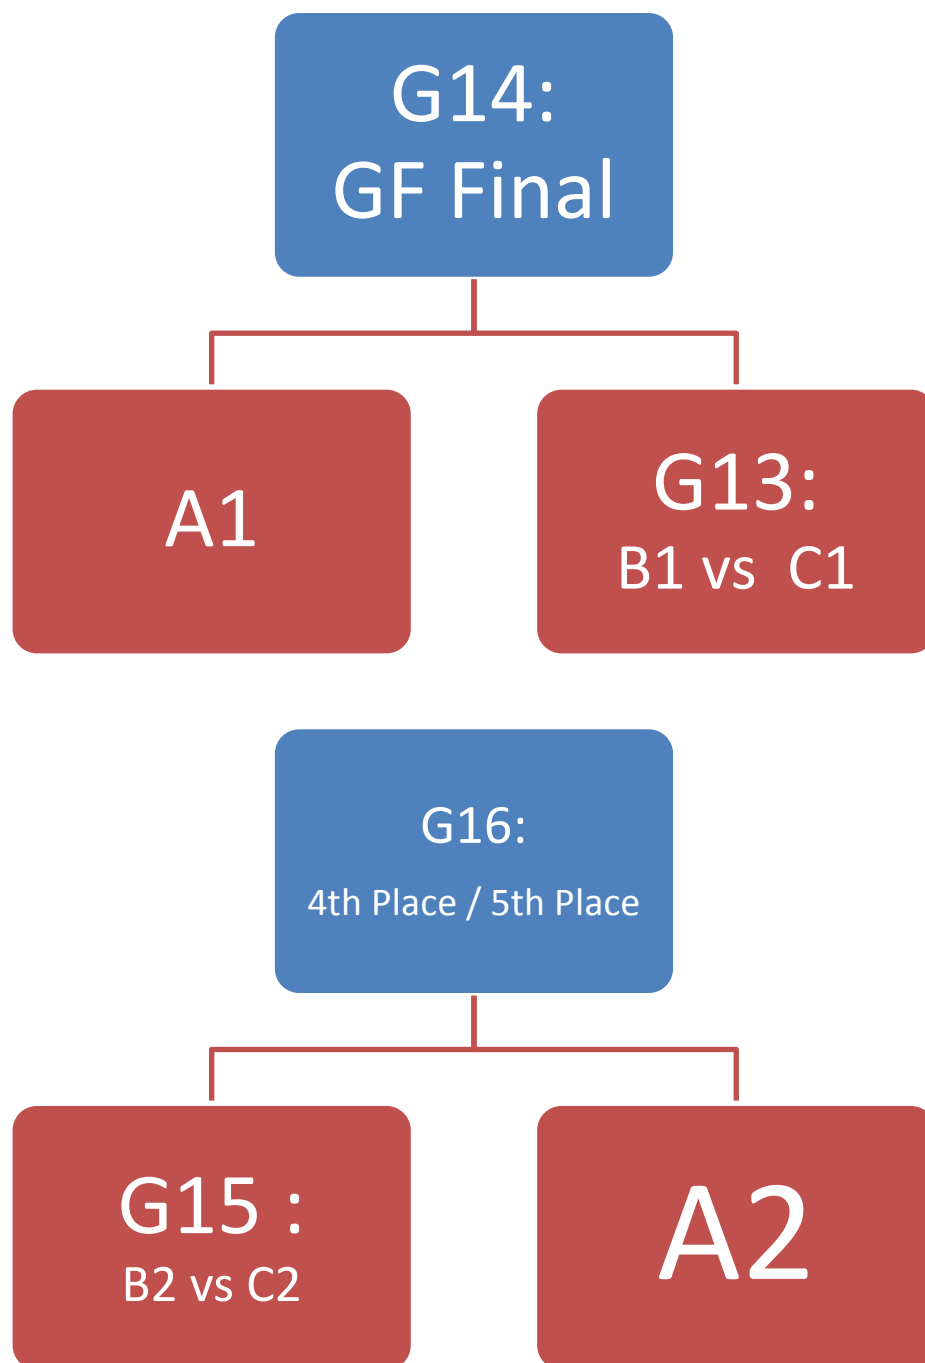 G14:
GF Final
A1
G13:
B1 vs  C1
G16:
4th Place / 5th Place
G15 :
B2 vs C2
A2